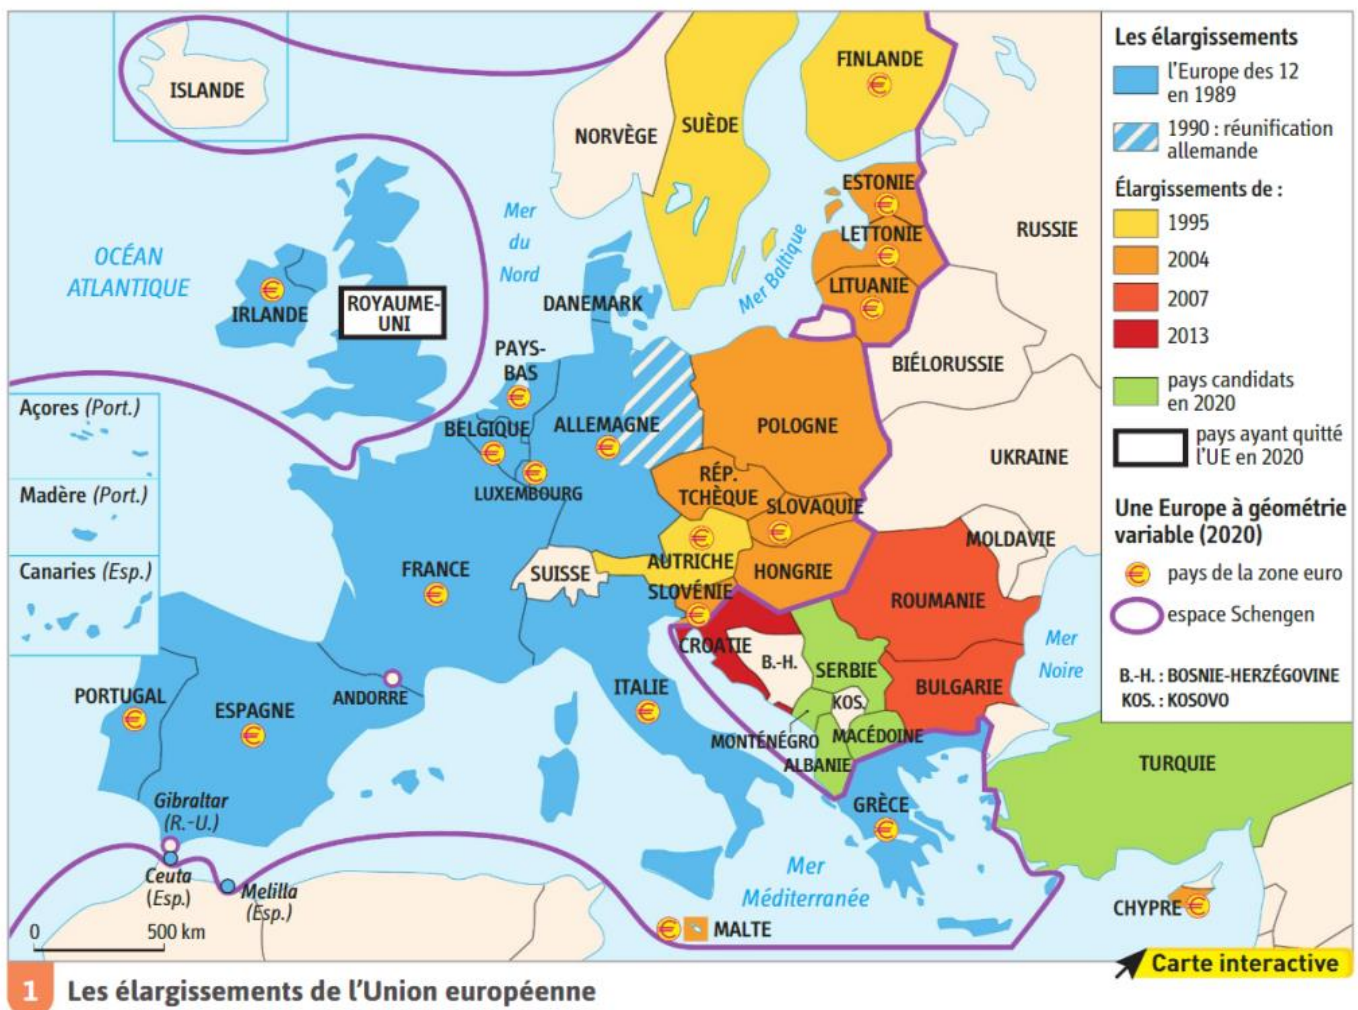 ISLANDE
FINLANDE
€
NORVÈGE
SUÈDE
ESTONIE
€
LETTONIE
€
LITUANIE
€
RUSSIE
Mer
du
Nord
Mer Baltique
OCÉAN
ATLANTIQUE
€
IRLANDE
ROYAUME-
UNI
DANEMARK
PAYS-
BAS
€
BIÉLORUSSIE
BELGIQUE
€
ALLEMAGNE
€
POLOGNE
€
LUXEMBOURG
RÉP.
TCHÈQUE
SLOVAQUIE
€
UKRAINE
MOLDAVIE
Açores (Port.)
Madère (Port.)
Canaries (Esp.)
FRANCE
€
SUISSE
€
AUTRICHE
HONGRIE
SLOVÉNIE
€
ROUMANIE
CROATIE
B.-H.
SERBIE
KOS.
BULGARIE
Mer
Noire
PORTUGAL
€
ESPAGNE
€
ANDORRE
ITALIE
€
MONTÉNÉGRO
MACÉDOINE
ALBANIE
TURQUIE
GRÈCE
€
Gibraltar
(R.-U.)
Ceuta
(Esp.)
Melilla
(Esp.)
Mer
Méditerranée
€
MALTE
CHYPRE
€
0
500 km
Les élargissements
l'Europe des 12
en 1989
1990 : réunification
allemande
Élargissements de :
1995
2004
2007
2013
pays candidats
en 2020
pays ayant quitté
l'UE en 2020
Une Europe à géométrie
variable (2020)
€
pays de la zone euro
espace Schengen
B.-H. : BOSNIE-HERZÉGOVINE
KOS. : KOSOVO
Carte interactive
1 Les élargissements de l'Union européenne